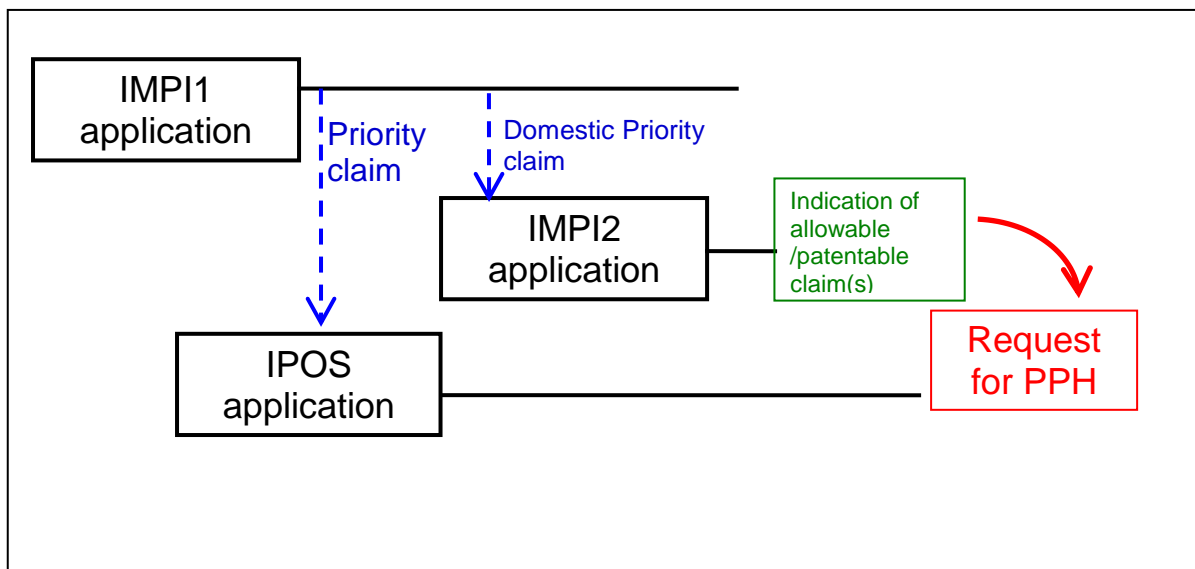 IMPI1
application
Priority
claim
Domestic Priority
claim
IMPI2
application
Indication of
allowable
/patentable
claim(s)
IPOS
application
Request
for PPH